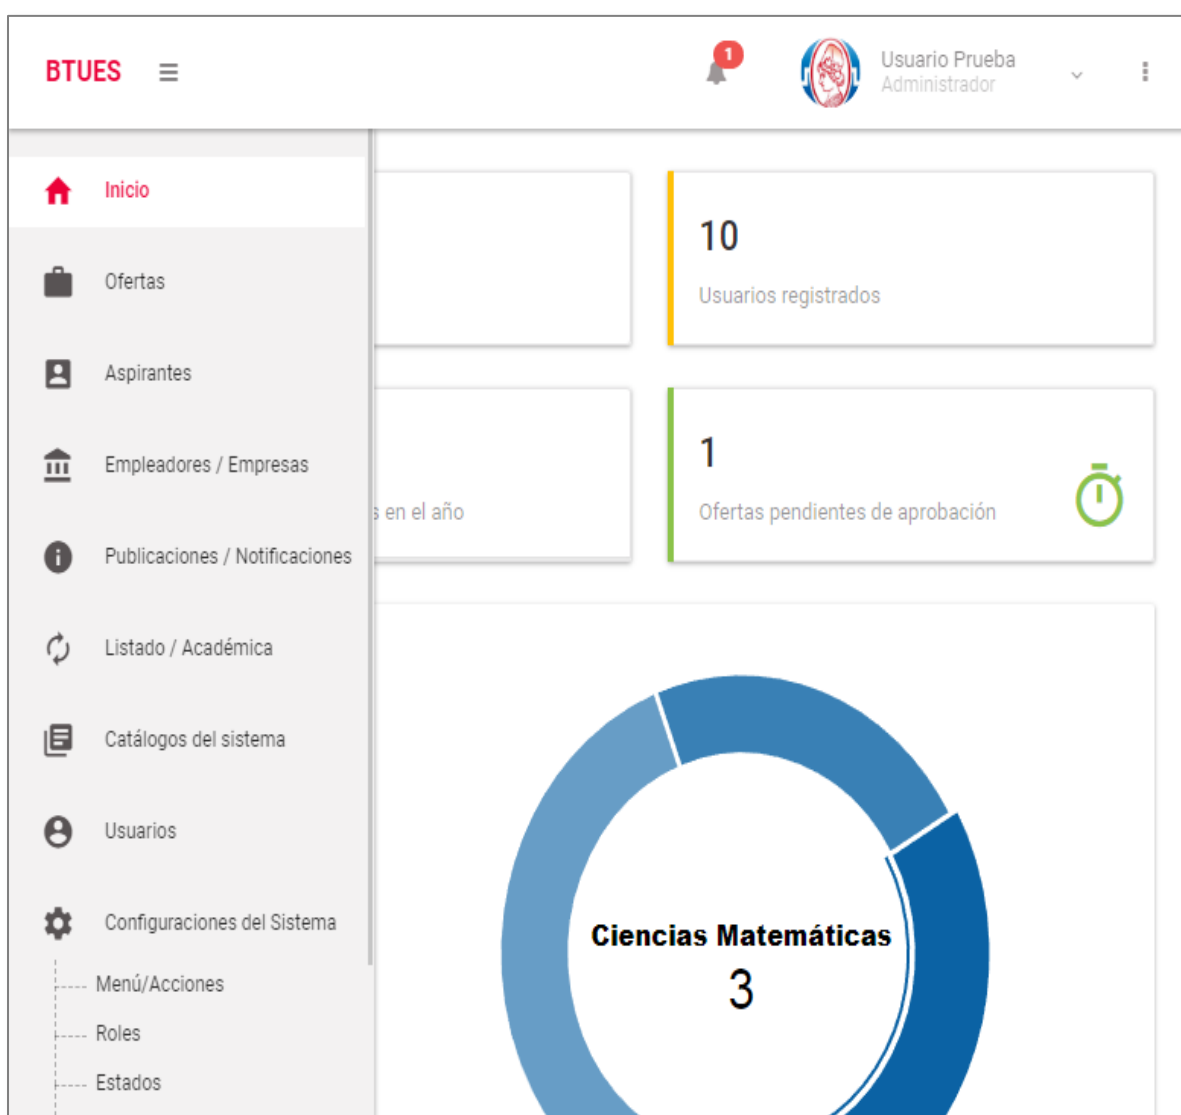 BTUES
1
Usuario Prueba
Administrador
Inicio
Ofertas
Aspirantes
Empleadores / Empresas
Publicaciones / Notificaciones
Listado / Académica
Catálogos del sistema
Usuarios
Configuraciones del Sistema
Menú/Acciones
Roles
Estados
10
Usuarios registrados
en el año
1
Ofertas pendientes de aprobación
Ciencias Matemáticas
3